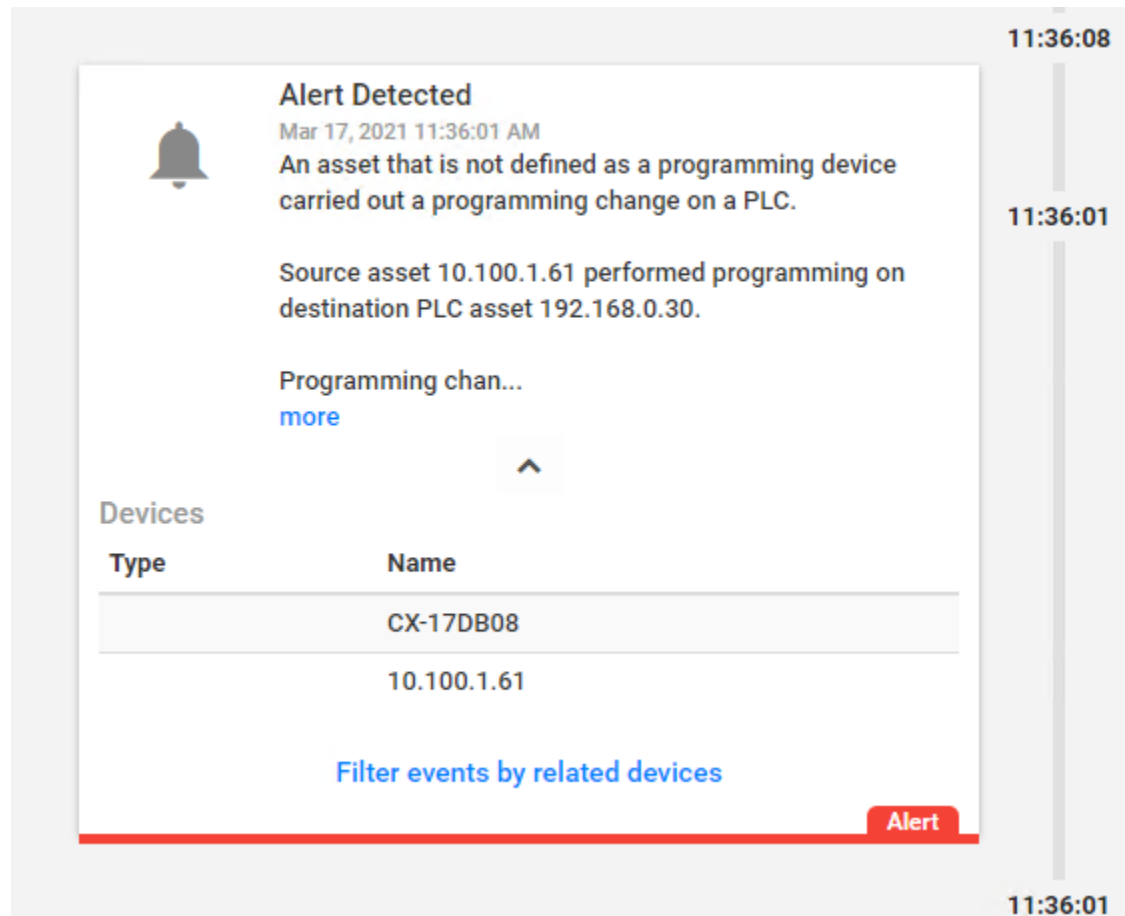 11:36:08
Alert Detected
Mar 17, 2021 11:36:01 AM
An asset that is not defined as a programming device
carried out a programming change on a PLC.
11:36:01
Source asset 10.100.1.61 performed programming on
destination PLC asset 192.168.0.30.
Programming chan...
more
Devices
Type Name
CX-17DB08
10.100.1.61
Filter events by related devices
Alert
11:36:01